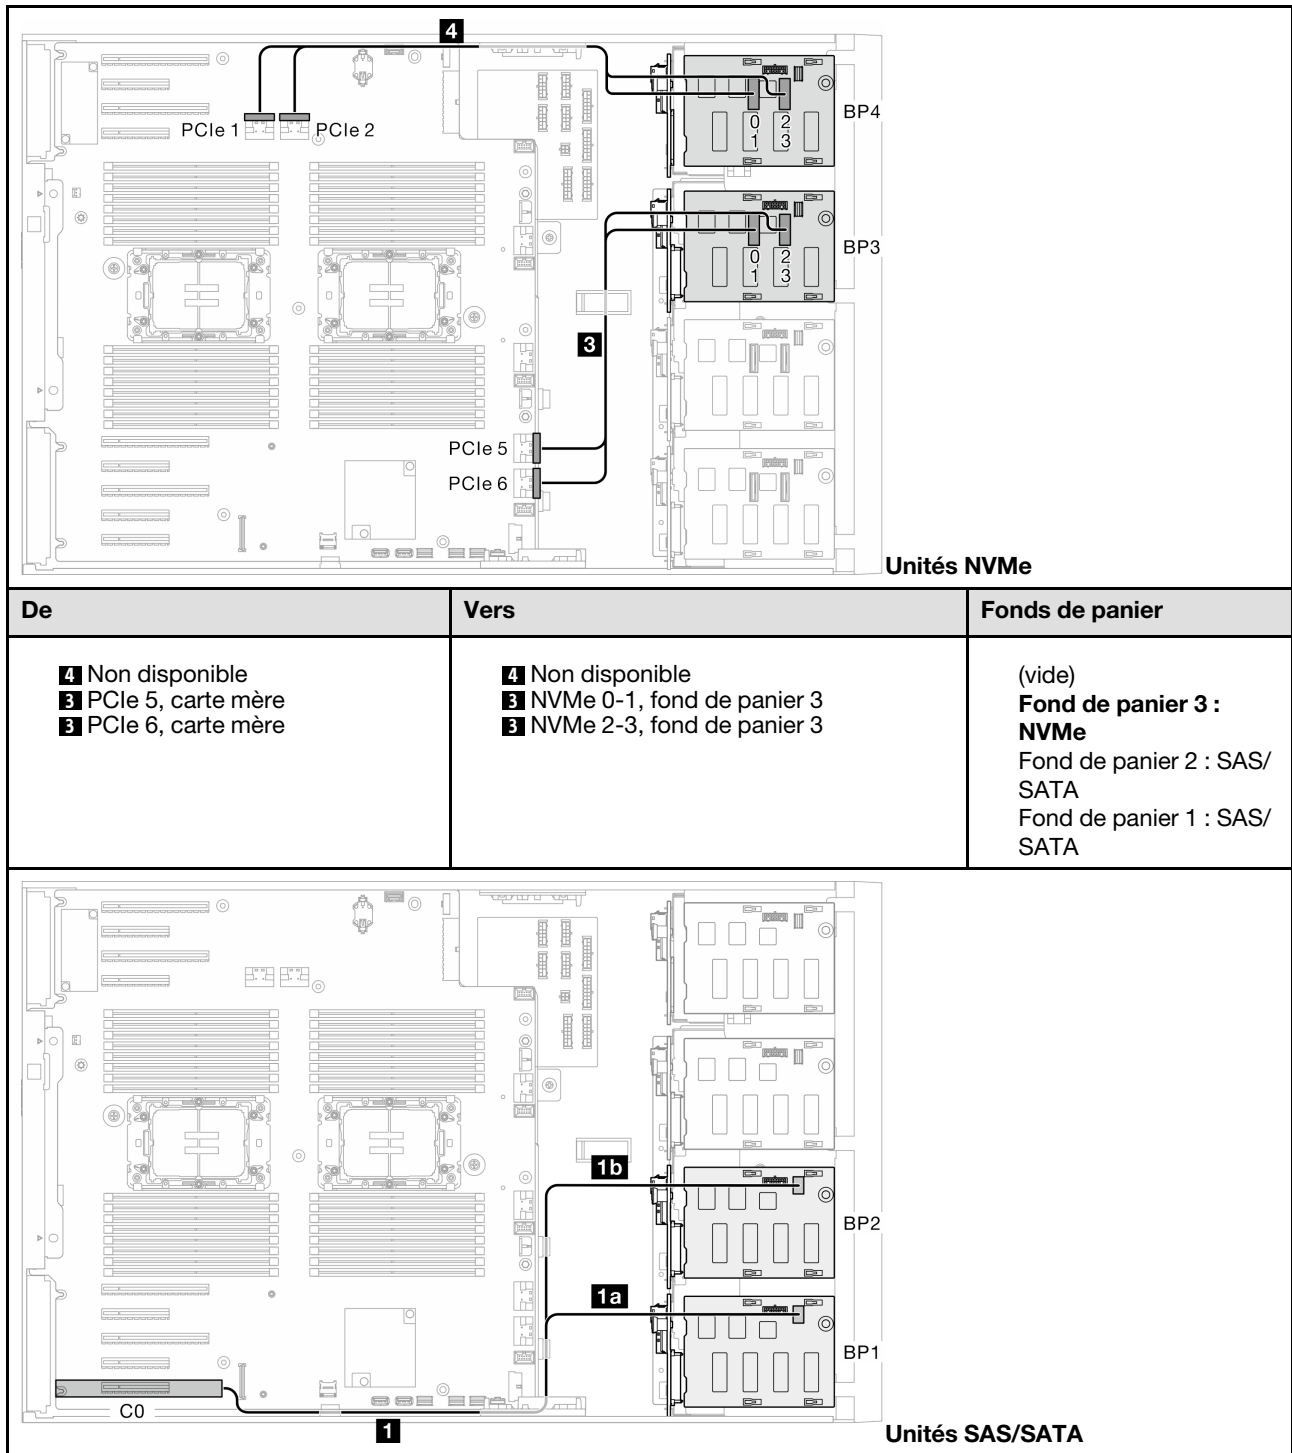 4
PCIe 1
PCIe 2
BP4
0
1
2
3
BP3
0
1
2
3
3
PCIe 5
PCIe 6
Unités NVMe
De
Vers
Fonds de panier
4 Non disponible
3 PCIe 5, carte mère
3 PCIe 6, carte mère
4 Non disponible
3 NVMe 0-1, fond de panier 3
3 NVMe 2-3, fond de panier 3
(vide)
Fond de panier 3 :
NVMe
Fond de panier 2 : SAS/
SATA
Fond de panier 1 : SAS/
SATA
1b
BP2
1a
BP1
C0
1
Unités SAS/SATA